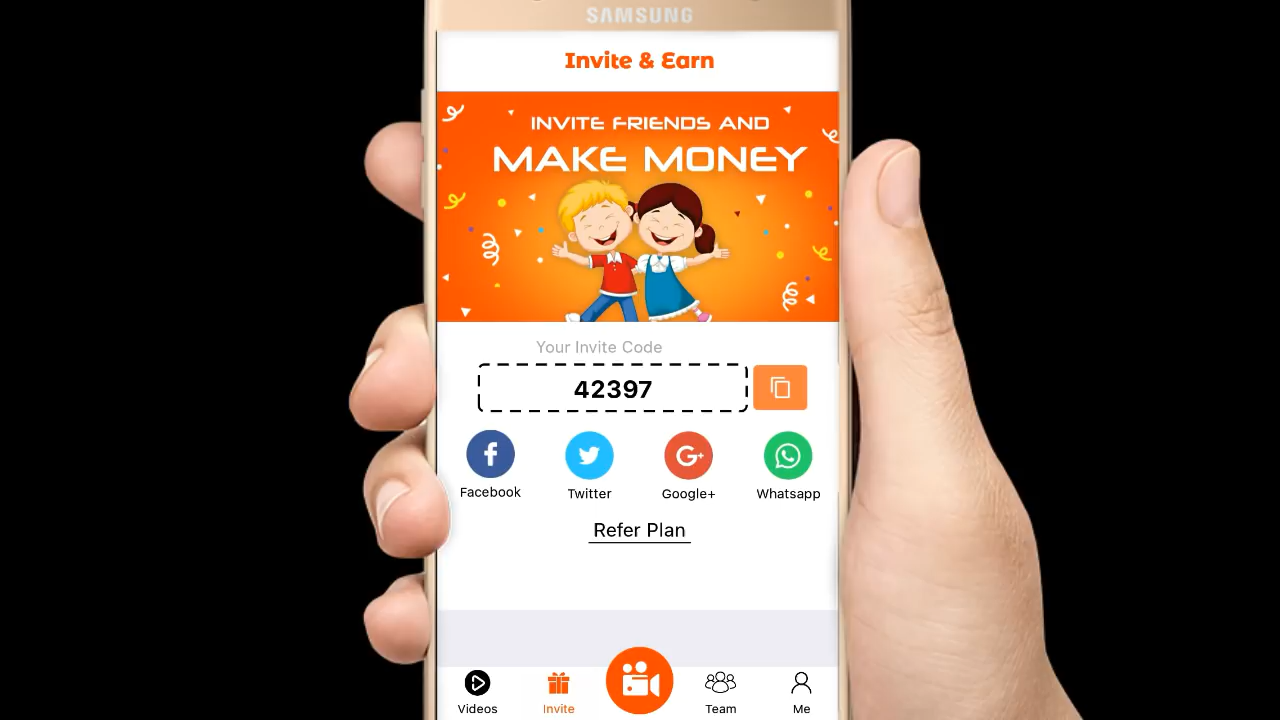 SAMSUNG
Invite & Earn
INVITE FRIENDS AND
MAKE MONEY
Your Invite Code
42397
Facebook Twitter Google+ Whatsapp
Refer Plan
Videos Invite Team Me